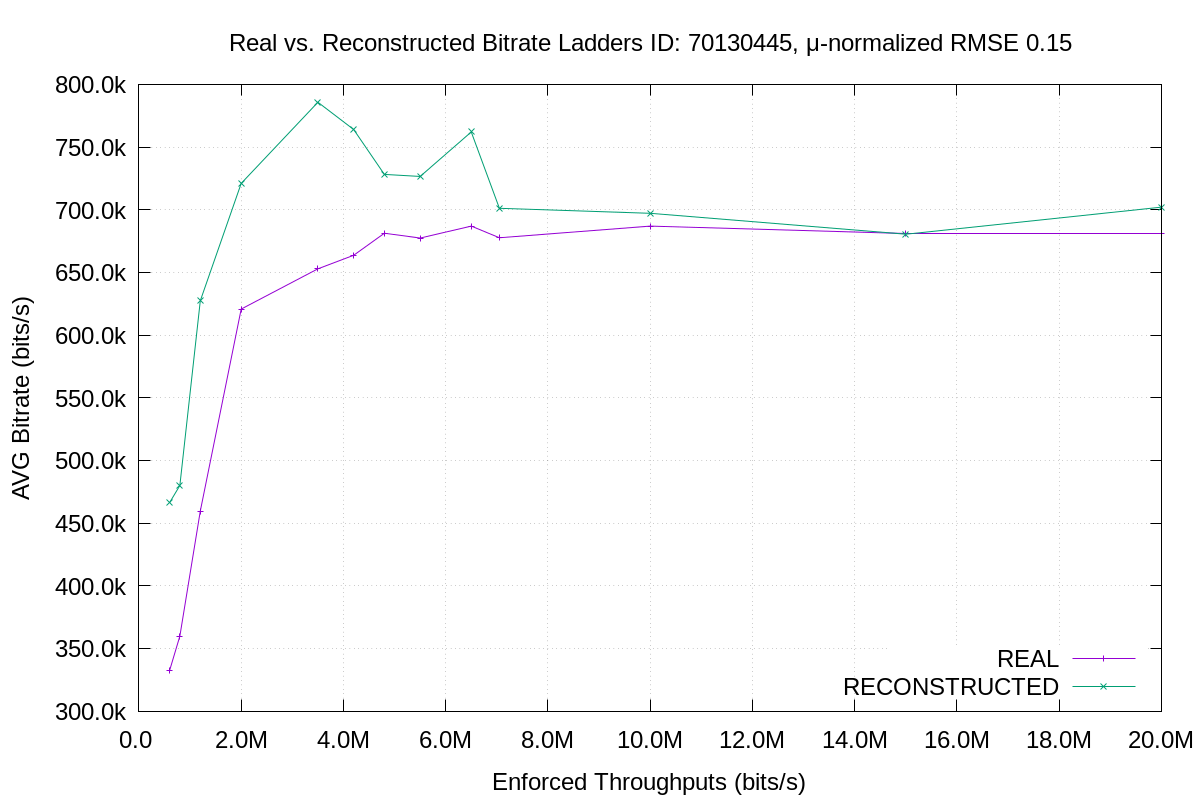 Real vs. Reconstructed Bitrate Ladders ID: 70130445, μ-normalized RMSE 0.15
800.0k
750.0k
700.0k
650.0k
600.0k
550.0k
500.0k
450.0k
400.0k
350.0k
300.0k
AVG Bitrate (bits/s)
REAL
RECONSTRUCTED
0.0 2.0M 4.0M 6.0M 8.0M 10.0M 12.0M 14.0M 16.0M 18.0M 20.0M
Enforced Throughputs (bits/s)